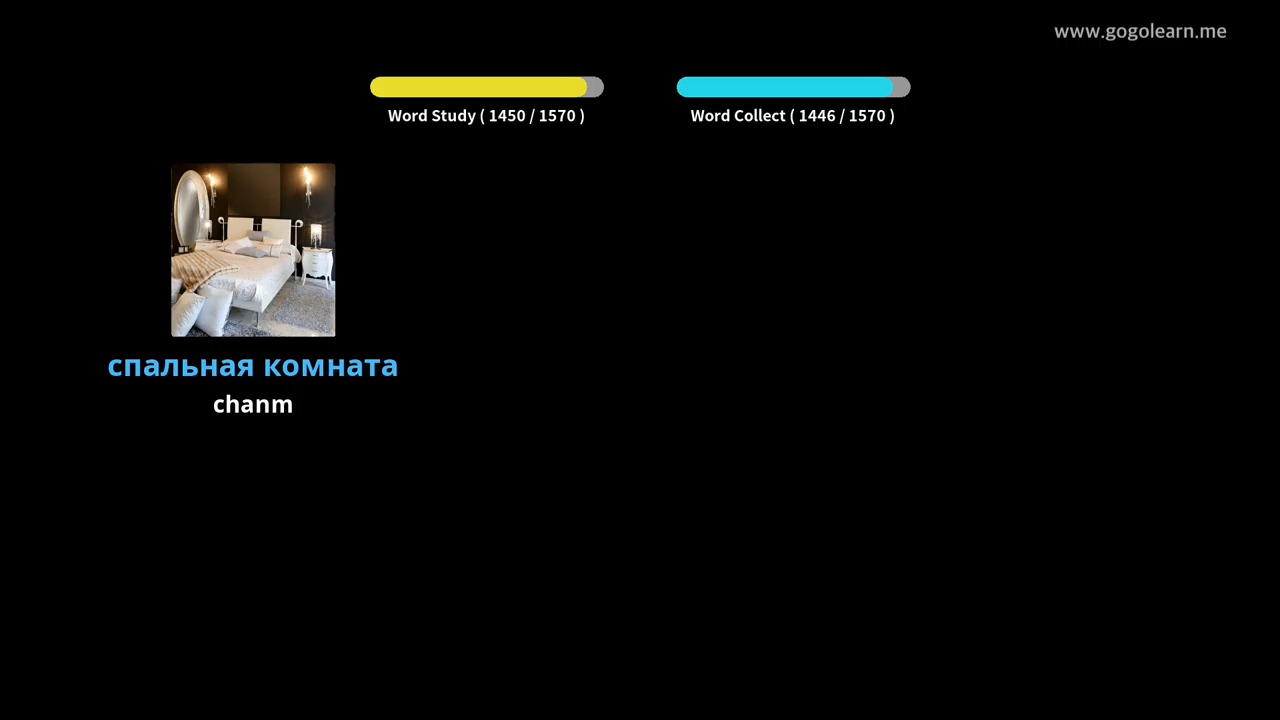 www.gogolearn.me
Word Study ( 1450 / 1570 )
Word Collect ( 1446 / 1570 )
спальная комната
chanm